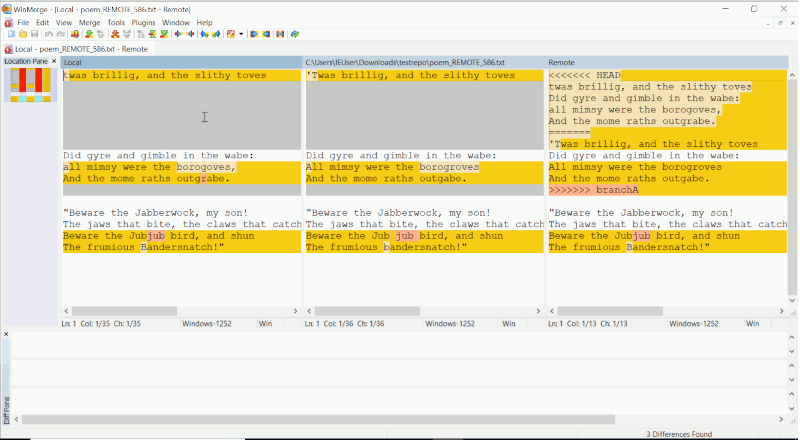 WinMerge - [Local - poem_REMOTE_586.txt - Remote]
File Edit View Merge Tools Plugins Window Help
Local - poem_REMOTE_586.txt - Remote
Location Pane
Local
C:\Users\IEUser\Downloads\testrepo\poem_REMOTE_586.txt
Remote
twas brillig, and the slithy toves
Did gyre and gimble in the wabe:
all mimsy were the borogoves,
And the mome raths outgrabe.
"Beware the Jabberwock, my son!
The jaws that bite, the claws that catch
Beware the Jubjub bird, and shun
The frumious Bandersnatch!"
'Twas brillig, and the slithy toves
Did gyre and gimble in the wabe:
All mimsy were the borogroves
And the mome raths outgabe.
"Beware the Jabberwock, my son!
The jaws that bite, the claws that catch
Beware the Jub jub bird, and shun
The frumious bandersnatch!"
<<<<<<< HEAD
twas brillig, and the slithy toves
Did gyre and gimble in the wabe:
all mimsy were the borogoves,
And the mome raths outgrabe.
=======
'Twas brillig, and the slithy toves
Did gyre and gimble in the wabe:
All mimsy were the borogroves
And the mome raths outgabe.
>>>>>>> branchA
"Beware the Jabberwock, my son!
The jaws that bite, the claws that catch
Beware the Jubjub bird, and shun
The frumious Bandersnatch!"
Ln: 1 Col: 1/35 Ch: 1/35 Windows-1252 Win
Ln: 1 Col: 1/36 Ch: 1/36 Windows-1252 Win
Ln: 1 Col: 1/13 Ch: 1/13 Windows-1252 Win
Diff Pane
3 Differences Found